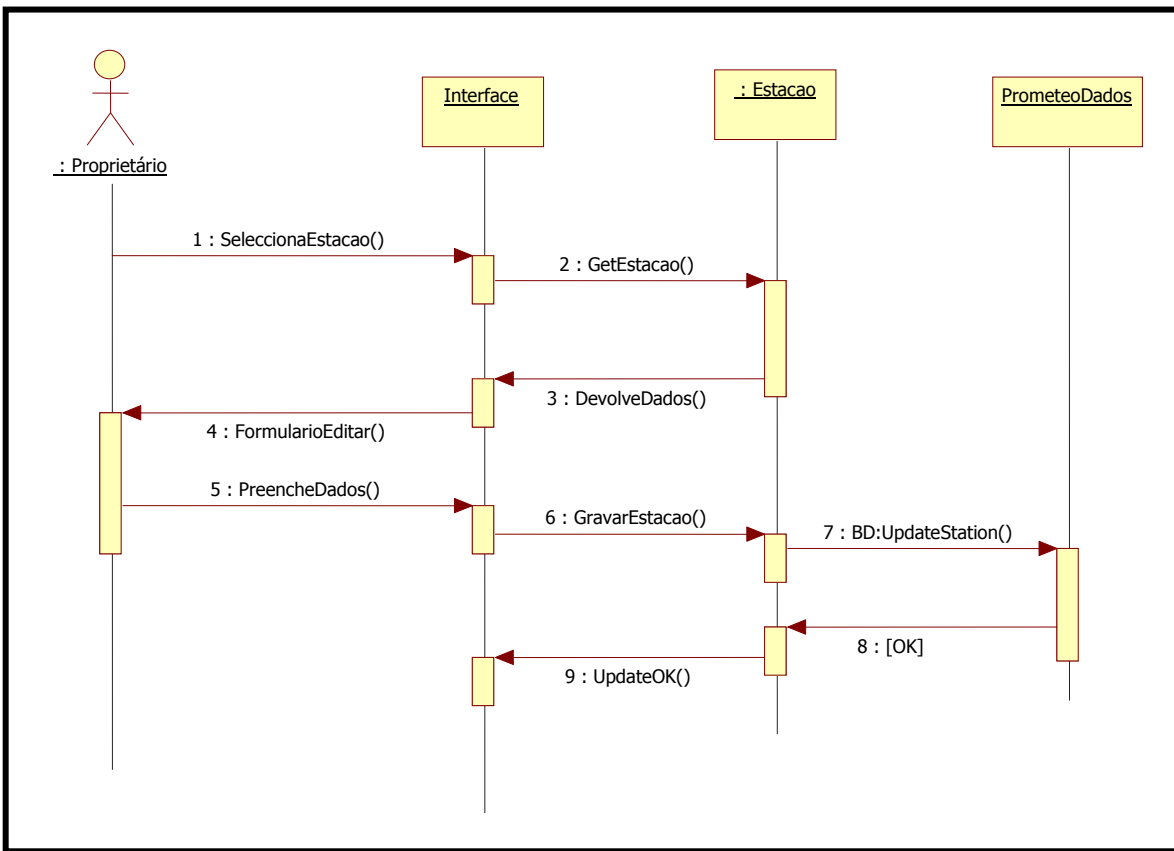 Interface
: Estacao
PrometeoDados
: Proprietário
1 : SeleccionaEstacao()
2 : GetEstacao()
3 : DevolveDados()
4 : FormularioEditar()
5 : PreencheDados()
6 : GravarEstacao()
7 : BD:UpdateStation()
8 : [OK]
9 : UpdateOK()